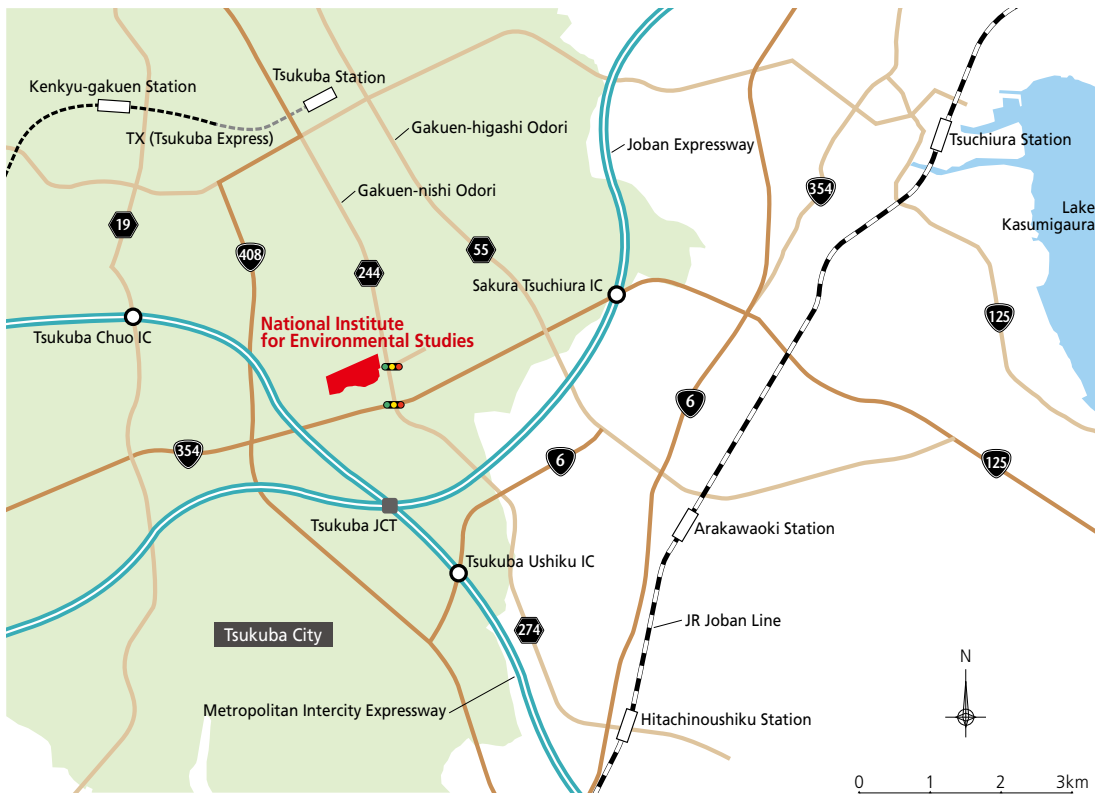 Tsukuba Station
Kenkyu-gakuen Station
TX (Tsukuba Express)
Gakuen-higashi Odori
Joban Expressway
Tsuchiura Station
Gakuen-nishi Odori
354
Lake
Kasumigaura
19
408
55
244
Sakura Tsuchiura IC
125
Tsukuba Chuo IC
National Institute
for Environmental Studies
6
354
6
125
Tsukuba JCT
Arakawaoki Station
Tsukuba Ushiku IC
Tsukuba City
274
JR Joban Line
N
Metropolitan Intercity Expressway
Hitachinoushiku Station
0 1 2 3km